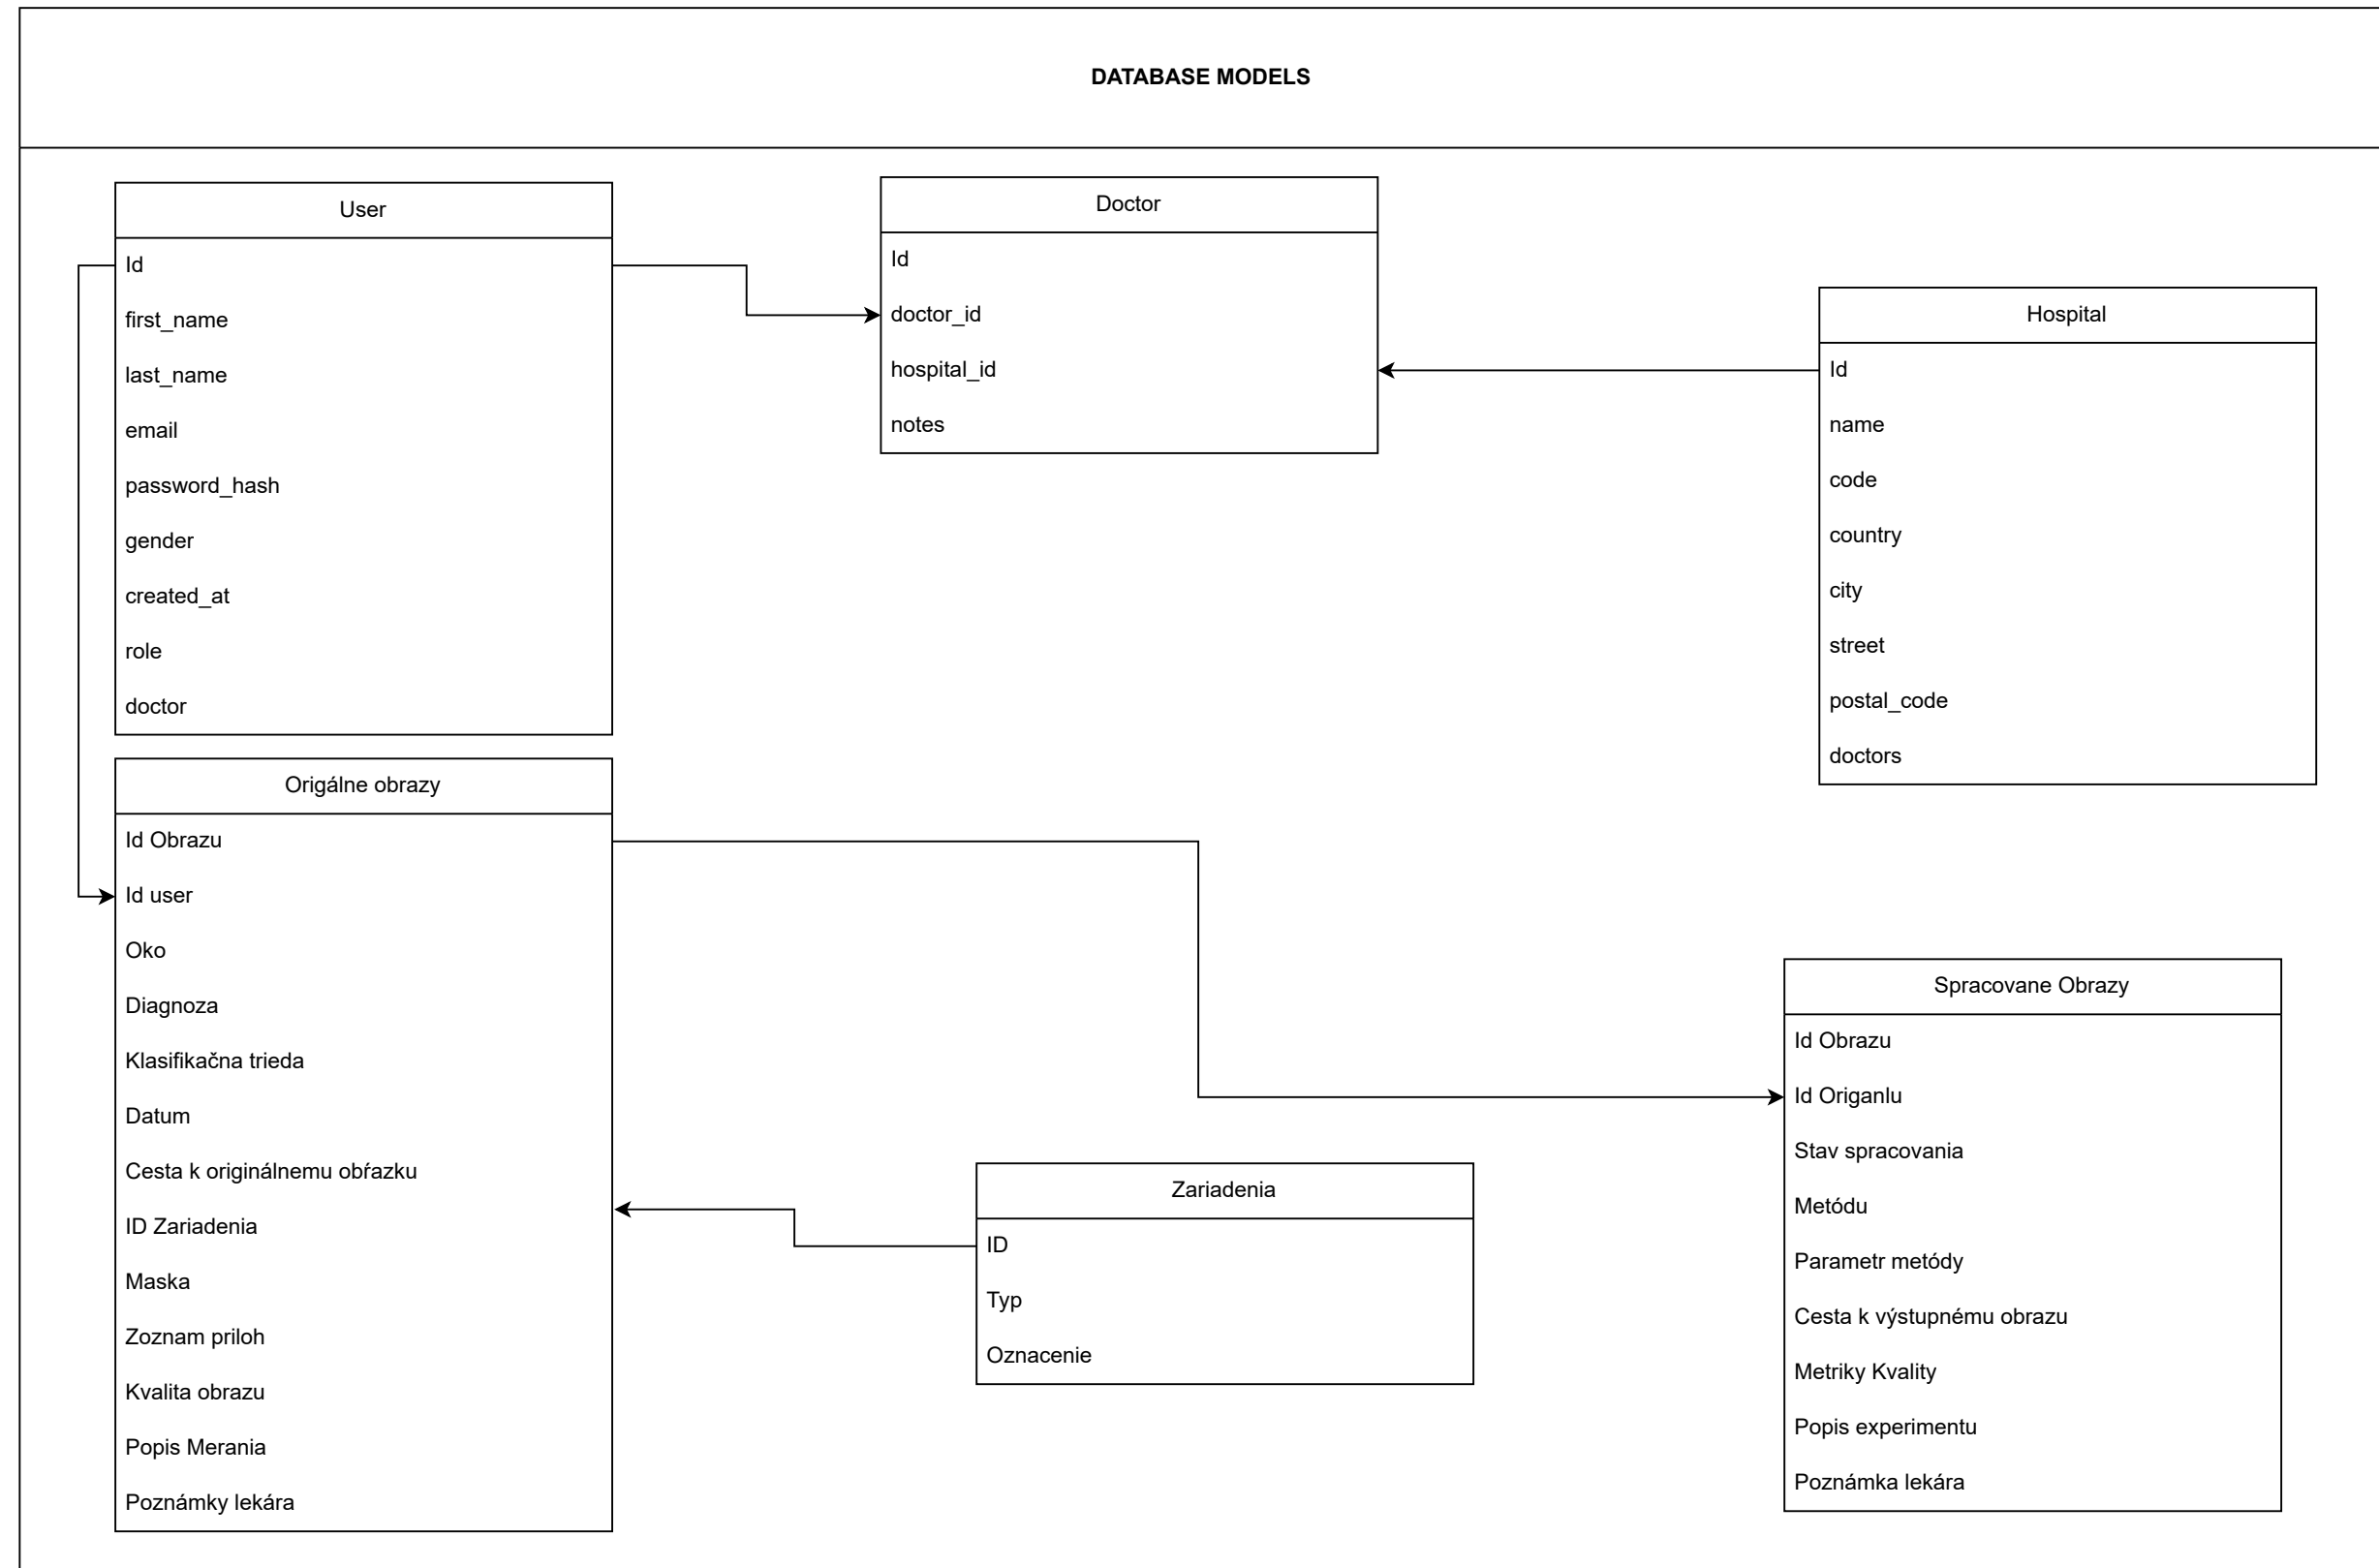 DATABASE MODELS
User
Id
first_name
last_name
email
password_hash
gender
created_at
role
doctor
Doctor
Id
doctor_id
hospital_id
notes
Hospital
Id
name
code
country
city
street
postal_code
doctors
Origálne obrazy
Id Obrazu
Id user
Oko
Diagnoza
Klasifikačna trieda
Datum
Cesta k originálnemu obŕazku
ID Zariadenia
Maska
Zoznam priloh
Kvalita obrazu
Popis Merania
Poznámky lekára
Zariadenia
ID
Typ
Oznacenie
Spracovane Obrazy
Id Obrazu
Id Origanlu
Stav spracovania
Metódu
Parametr metódy
Cesta k výstupnému obrazu
Metriky Kvality
Popis experimentu
Poznámka lekára